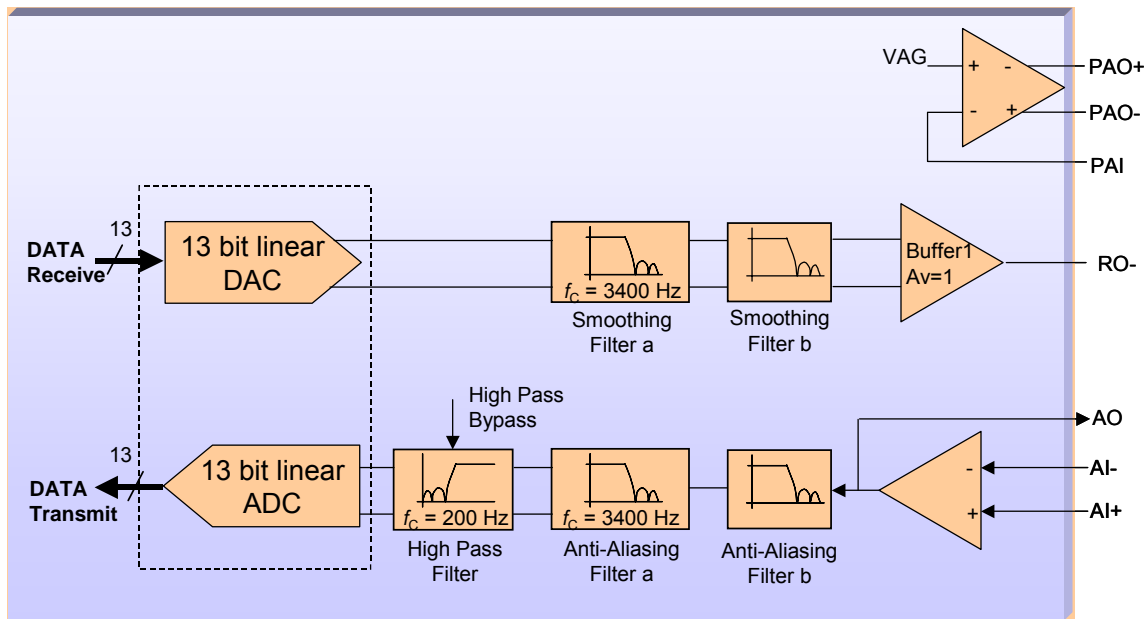 VAG
+ -
- +
PAO+
PAO-
PAI
DATA
Receive
13
13 bit linear
DAC
fC = 3400 Hz
Smoothing
Filter a
Smoothing
Filter b
Buffer1
Av=1
RO-
High Pass
Bypass
DATA
Transmit
13
13 bit linear
ADC
fC = 200 Hz
High Pass
Filter
fC = 3400 Hz
Anti-Aliasing
Filter a
Anti-Aliasing
Filter b
-
+
AO
AI-
AI+